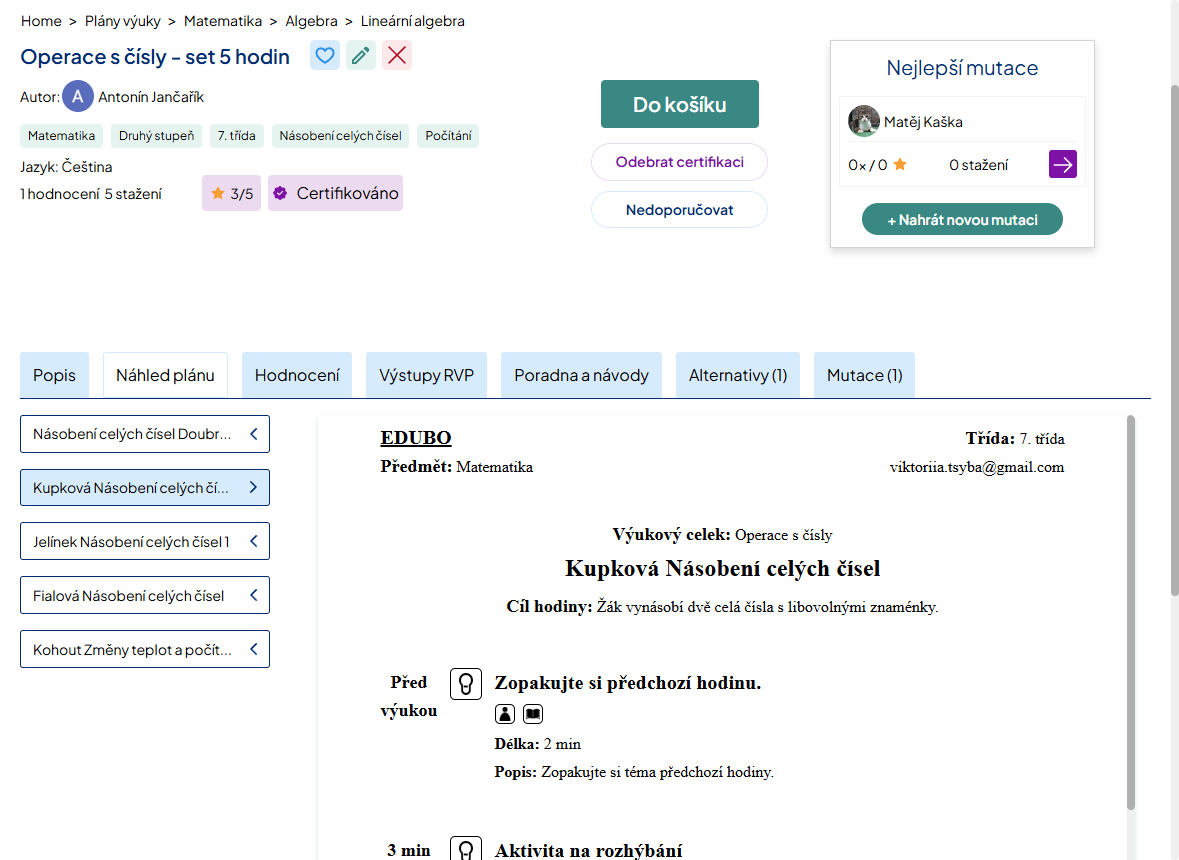 Home > Plány výuky > Matematika > Algebra > Lineární algebra
Operace s čísly - set 5 hodin
Autor: A Antonín Jančařík
Matematika Druhý stupeň 7. třída Násobení celých čísel Počítání
Jazyk: Čeština
1 hodnocení 5 stažení 3/5 Certifikováno
Do košíku
Odebrat certifikaci
Nedoporučovat
Nejlepší mutace
Matěj Kaška
0× / 0 0 stažení
+ Nahrát novou mutaci
Popis Náhled plánu Hodnocení Výstupy RVP Poradna a návody Alternativy (1) Mutace (1)
Násobení celých čísel Doubr...
Kupková Násobení celých čí...
Jelínek Násobení celých čísel 1
Fialová Násobení celých čísel
Kohout Změny teplot a počít...
EDUBO Třída: 7. třída
Předmět: Matematika viktoriia.tsyba@gmail.com
Výukový celek: Operace s čísly
Kupková Násobení celých čísel
Cíl hodiny: Žák vynásobí dvě celá čísla s libovolnými znaménky.
Před výukou
Zopakujte si předchozí hodinu.
Délka: 2 min
Popis: Zopakujte si téma předchozí hodiny.
3 min Aktivita na rozhýbání